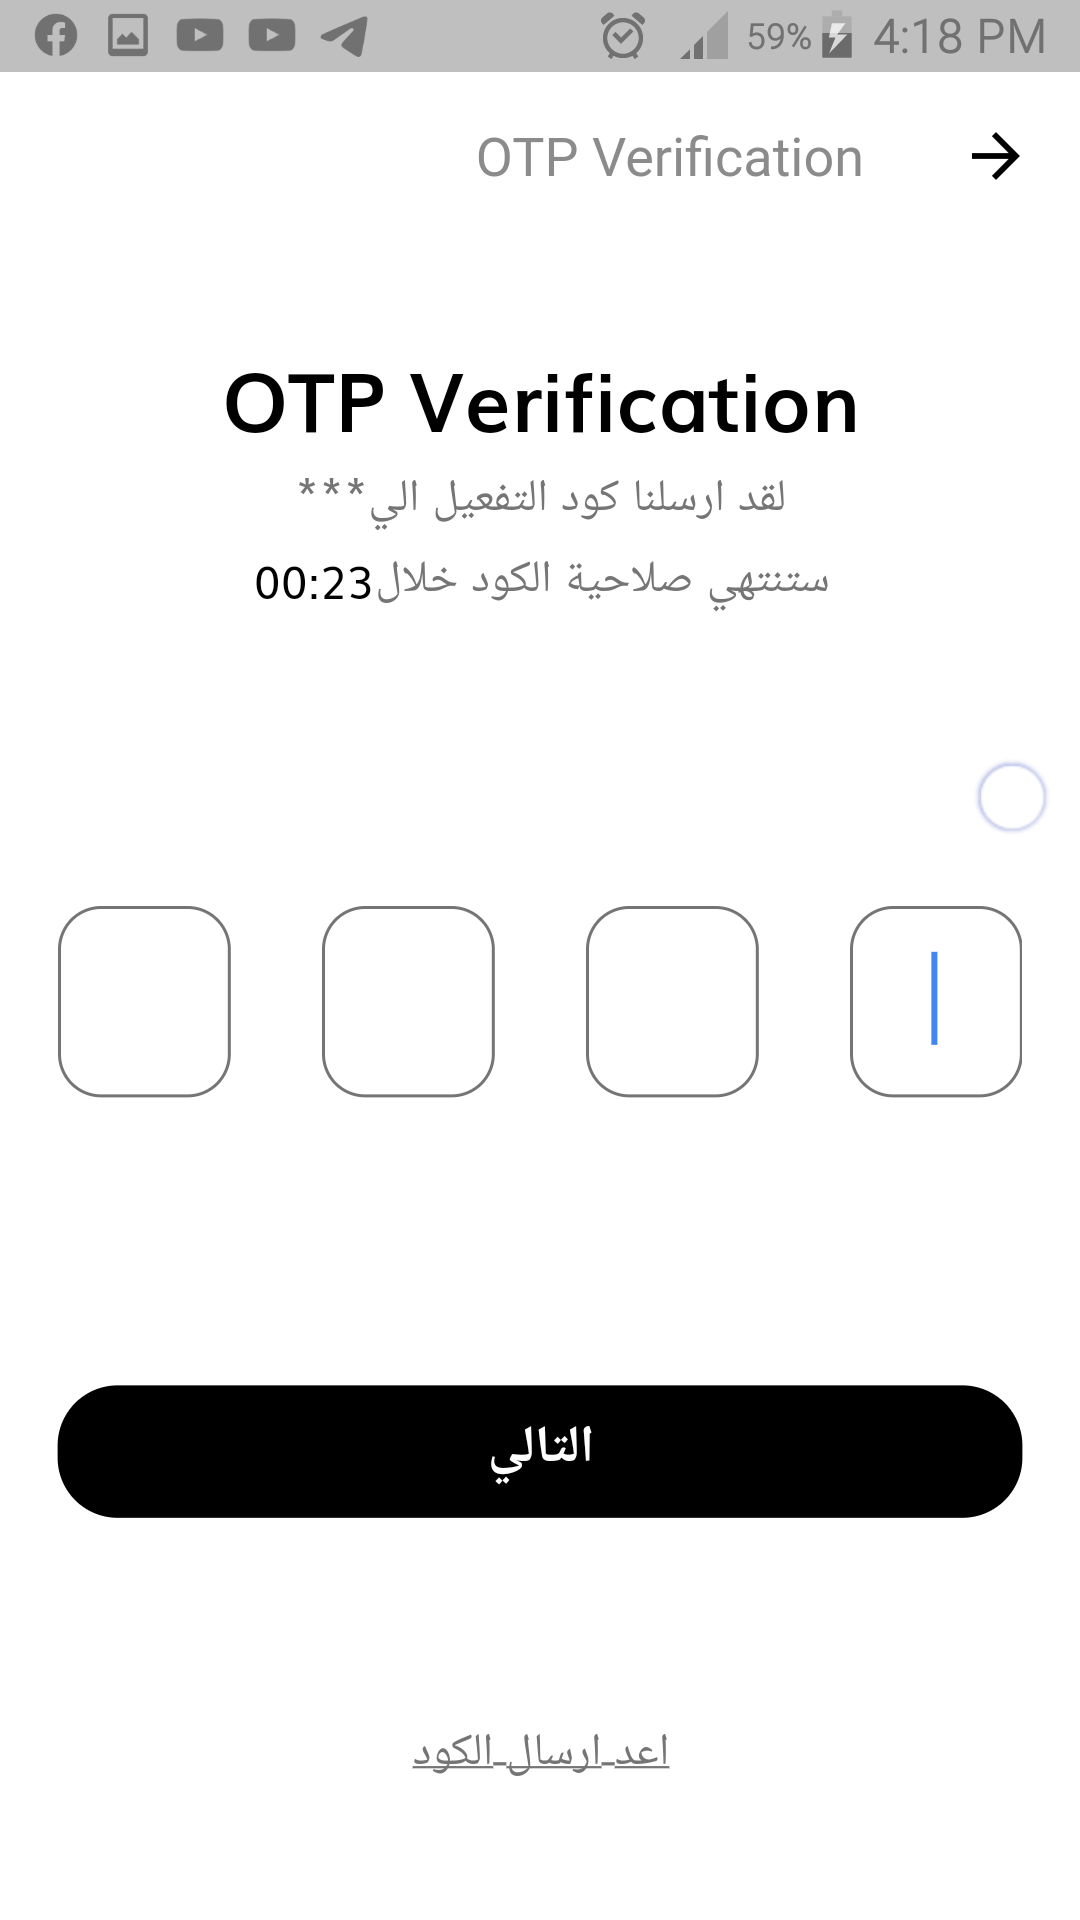 59% 4:18 PM
OTP Verification
OTP Verification
لقد ارسلنا كود التفعيل الي***
ستنتهي صلاحية الكود خلال00:23
التالي
اعد ارسال الكود